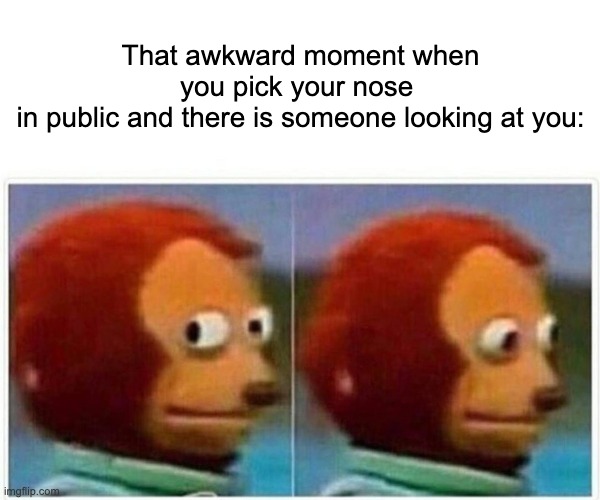 That awkward moment when
you pick your nose
in public and there is someone looking at you:
imgflip.com